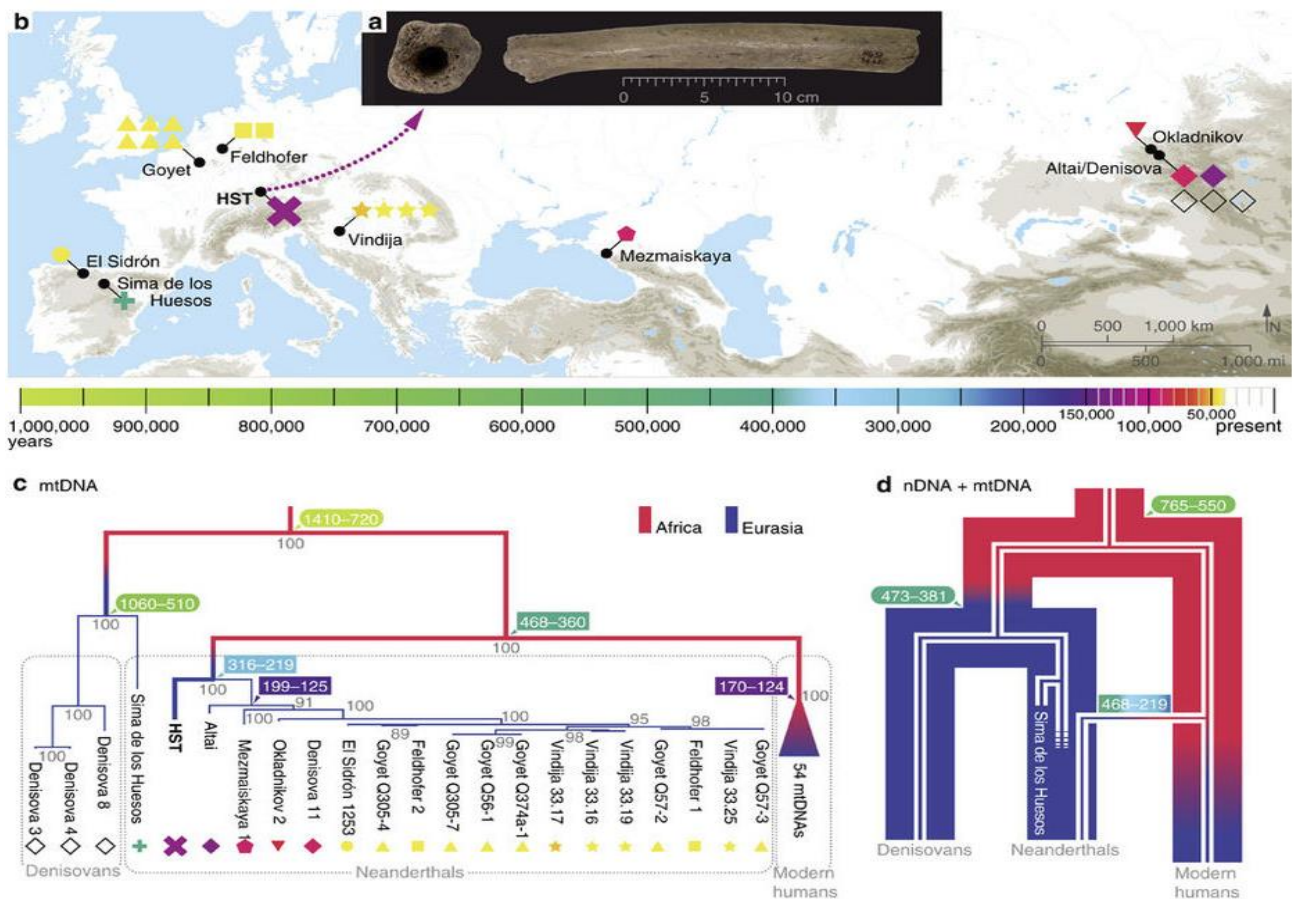 b
a
0 5 10 cm
Goyet
Feldhofer
HST
Vindija
El Sidrón
Sima de los
Huesos
Mezmaiskaya
Okladnikov
Altai/Denisova
0 500 1,000 km
0 500 1,000 mi
N
1,000,000 900,000 800,000 700,000 600,000 500,000 400,000 300,000 200,000 150,000 100,000 50,000 present
years
c mtDNA
1410–720
100
Africa
Eurasia
1060–510
100
468–360
100
316–219
100
199–125
91
100
100
100
95
98
89
99
98
170–124
100
100
100
Denisova 3
Denisova 4
Denisova 8
Sima de los Huesos
HST
Altai
Mezmaiskaya 1
Okladnikov 2
Denisova 11
El Sidrón 1253
Goyet Q305-4
Feldhofer 2
Goyet Q305-7
Goyet Q56-1
Goyet Q374a-1
Vindija 33.17
Vindija 33.16
Vindija 33.19
Goyet Q57-2
Feldhofer 1
Vindija 33.25
Goyet Q57-3
54 mtDNAs
Denisovans
Neanderthals
Modern
humans
d nDNA + mtDNA
765–550
473–381
468–219
Sima de los Huesos
Denisovans
Neanderthals
Modern
humans